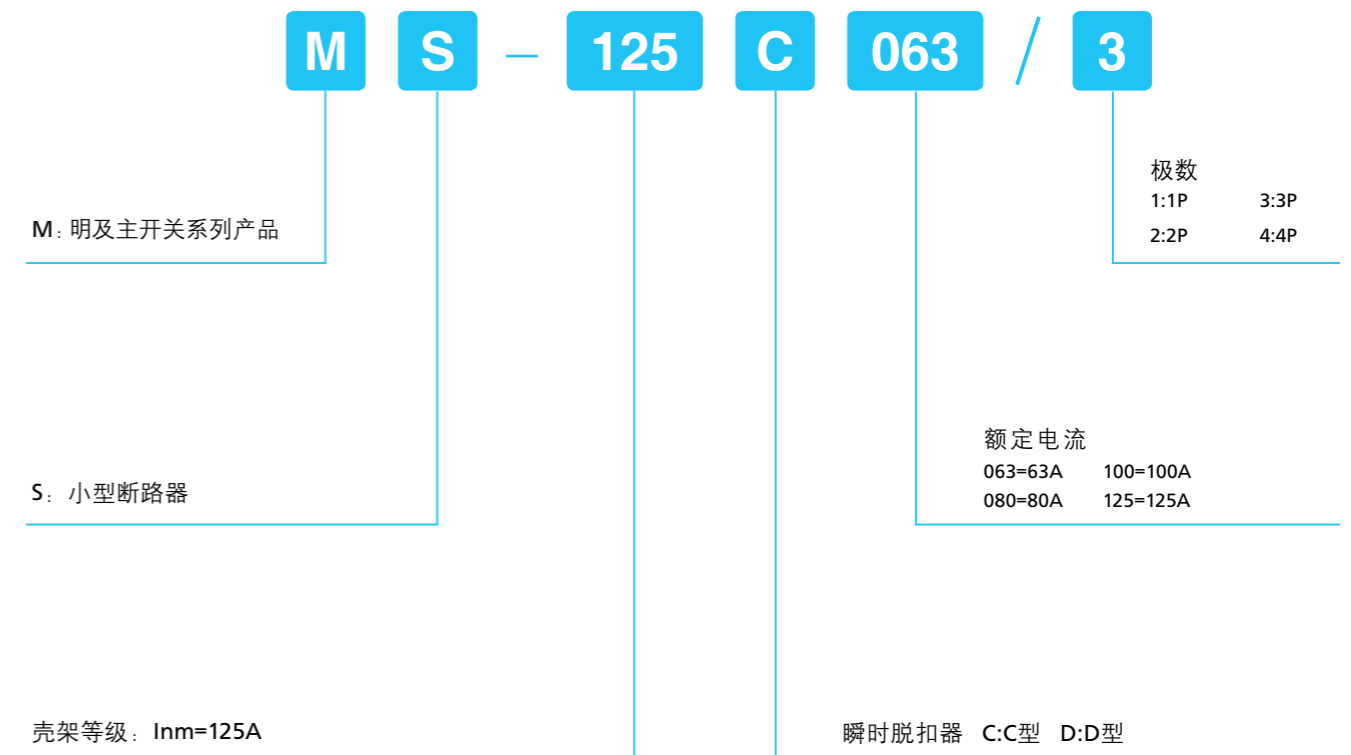 M S – 125 C 063 / 3
极数
1:1P 3:3P
2:2P 4:4P
M：明及主开关系列产品
额定电流
063=63A 100=100A
080=80A 125=125A
S：小型断路器
壳架等级：Inm=125A
瞬时脱扣器 C:C型 D:D型